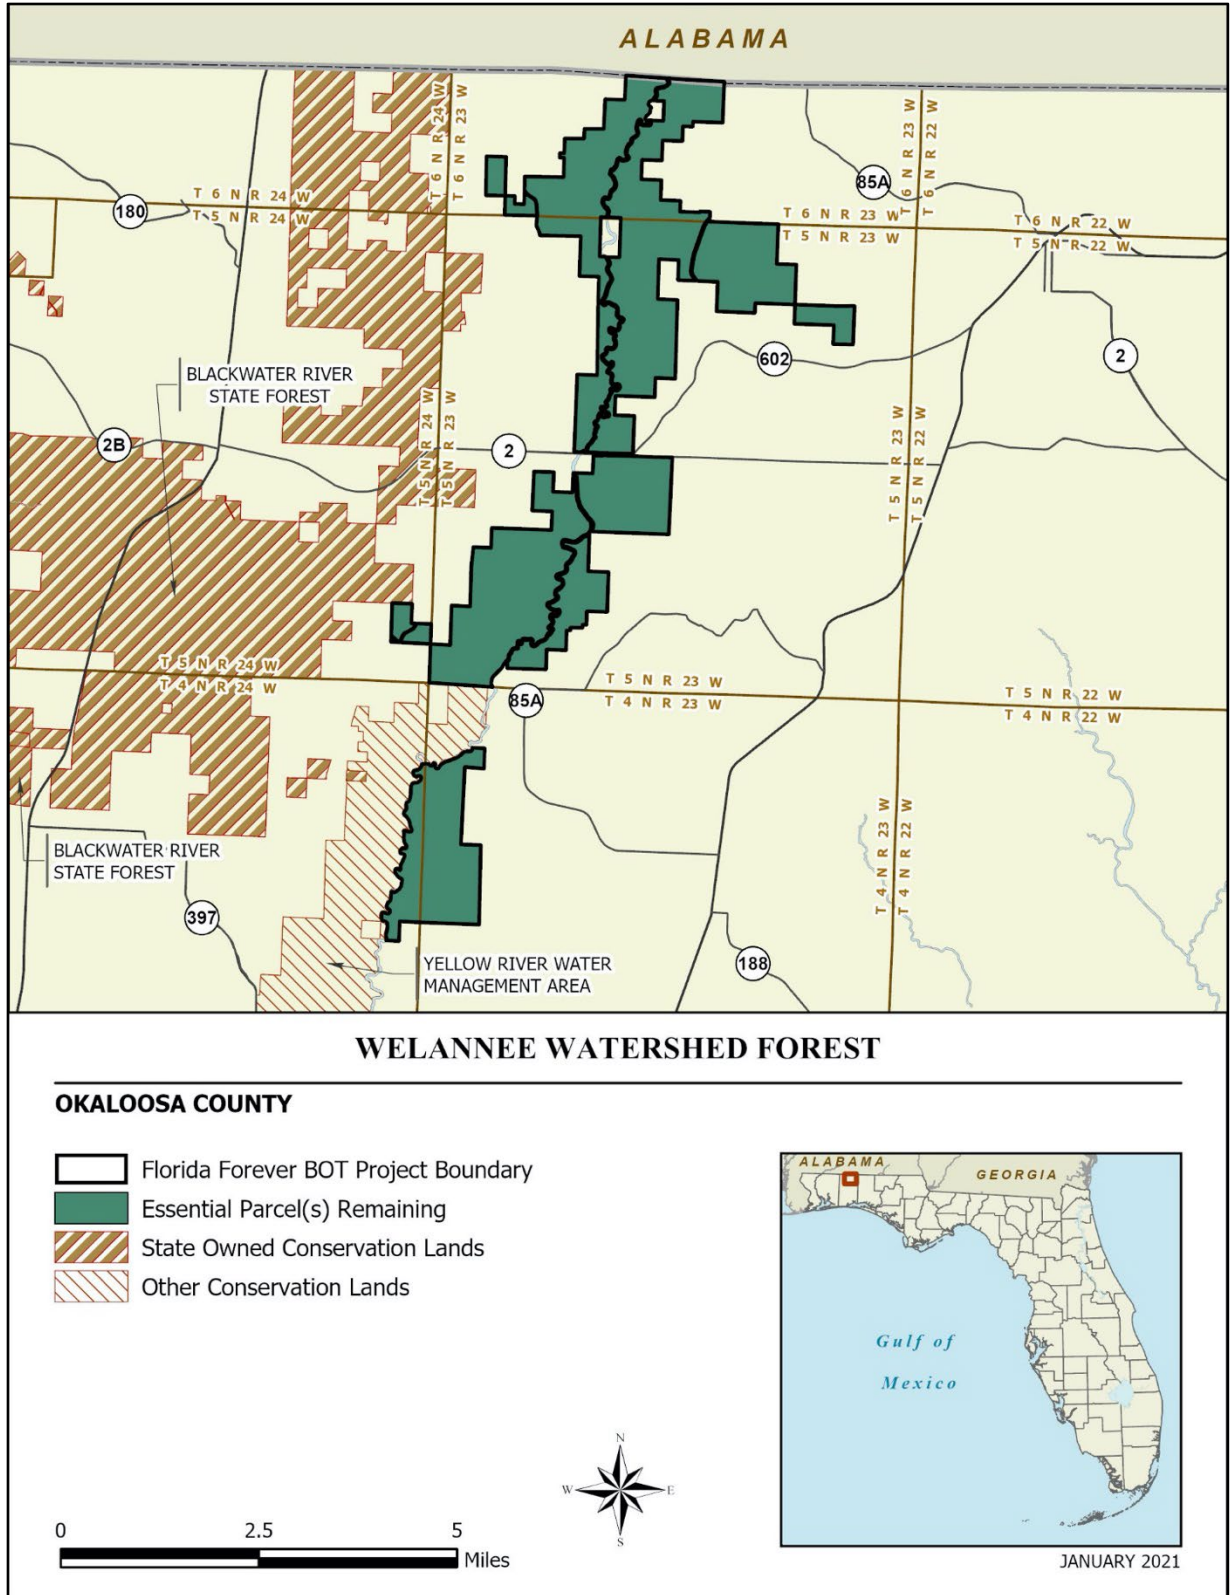 ALABAMA
T 6 N R 24 W
T 6 N R 23 W
T 6 N R 23 W
T 6 N R 22 W
85A
T 6 N R 24 W
T 5 N R 24 W
180
T 6 N R 23 W
T 5 N R 23 W
T 6 N R 22 W
T 5 N R 22 W
602
2
BLACKWATER RIVER
STATE FOREST
T 5 N R 24 W
T 5 N R 23 W
2B
2
T 5 N R 23 W
T 5 N R 22 W
T 5 N R 24 W
T 4 N R 24 W
T 5 N R 23 W
T 4 N R 23 W
T 5 N R 22 W
T 4 N R 22 W
85A
T 4 N R 23 W
T 4 N R 22 W
BLACKWATER RIVER
STATE FOREST
397
YELLOW RIVER WATER
MANAGEMENT AREA
188
WELANNEE WATERSHED FOREST
OKALOOSA COUNTY
Florida Forever BOT Project Boundary
Essential Parcel(s) Remaining
State Owned Conservation Lands
Other Conservation Lands
ALABAMA
GEORGIA
Gulf of
Mexico
N
W
E
S
0 2.5 5
Miles
JANUARY 2021